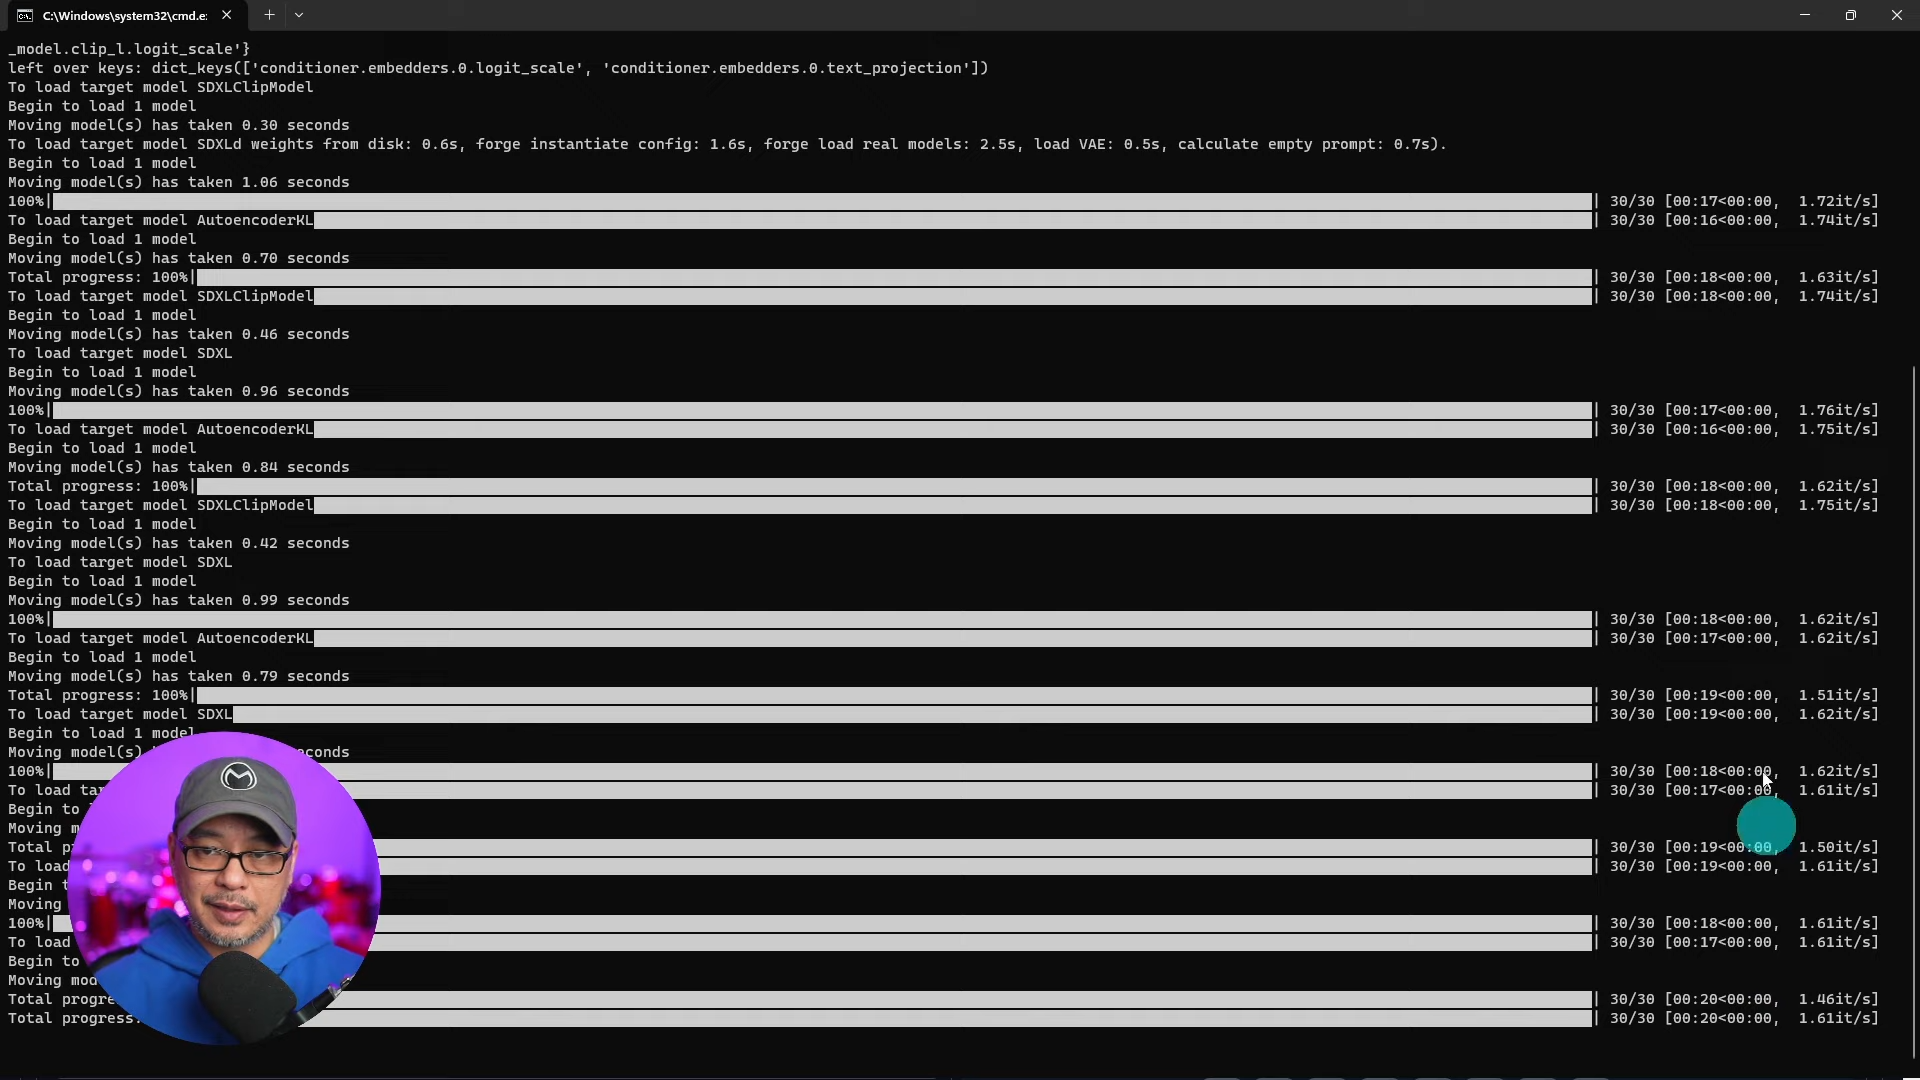 C:\Windows\system32\cmd.e:
_model.clip_l.logit_scale'}
left over keys: dict_keys(['conditioner.embedders.0.logit_scale', 'conditioner.embedders.0.text_projection'])
To load target model SDXLClipModel
Begin to load 1 model
Moving model(s) has taken 0.30 seconds
To load target model SDXLd weights from disk: 0.6s, forge instantiate config: 1.6s, forge load real models: 2.5s, load VAE: 0.5s, calculate empty prompt: 0.7s).
Begin to load 1 model
Moving model(s) has taken 1.06 seconds
100%| | 30/30 [00:17<00:00, 1.72it/s]
To load target model AutoencoderKL | 30/30 [00:16<00:00, 1.74it/s]
Begin to load 1 model
Moving model(s) has taken 0.70 seconds
Total progress: 100%| | 30/30 [00:18<00:00, 1.63it/s]
To load target model SDXLClipModel | 30/30 [00:18<00:00, 1.74it/s]
Begin to load 1 model
Moving model(s) has taken 0.46 seconds
To load target model SDXL
Begin to load 1 model
Moving model(s) has taken 0.96 seconds
100%| | 30/30 [00:17<00:00, 1.76it/s]
To load target model AutoencoderKL | 30/30 [00:16<00:00, 1.75it/s]
Begin to load 1 model
Moving model(s) has taken 0.84 seconds
Total progress: 100%| | 30/30 [00:18<00:00, 1.62it/s]
To load target model SDXLClipModel | 30/30 [00:18<00:00, 1.75it/s]
Begin to load 1 model
Moving model(s) has taken 0.42 seconds
To load target model SDXL
Begin to load 1 model
Moving model(s) has taken 0.99 seconds
100%| | 30/30 [00:18<00:00, 1.62it/s]
To load target model AutoencoderKL | 30/30 [00:17<00:00, 1.62it/s]
Begin to load 1 model
Moving model(s) has taken 0.79 seconds
Total progress: 100%| | 30/30 [00:19<00:00, 1.51it/s]
To load target model SDXL | 30/30 [00:19<00:00, 1.62it/s]
Begin to load 1 model
Moving model(s) conds
100%| | 30/30 [00:18<00:00, 1.62it/s]
To load ta | 30/30 [00:17<00:00, 1.61it/s]
Begin to
Moving m
Total p | 30/30 [00:19<00:00, 1.50it/s]
To load | 30/30 [00:19<00:00, 1.61it/s]
Begin t
Moving
100%| | 30/30 [00:18<00:00, 1.61it/s]
To load | 30/30 [00:17<00:00, 1.61it/s]
Begin to
Moving mod
Total progre | 30/30 [00:20<00:00, 1.46it/s]
Total progress: | 30/30 [00:20<00:00, 1.61it/s]